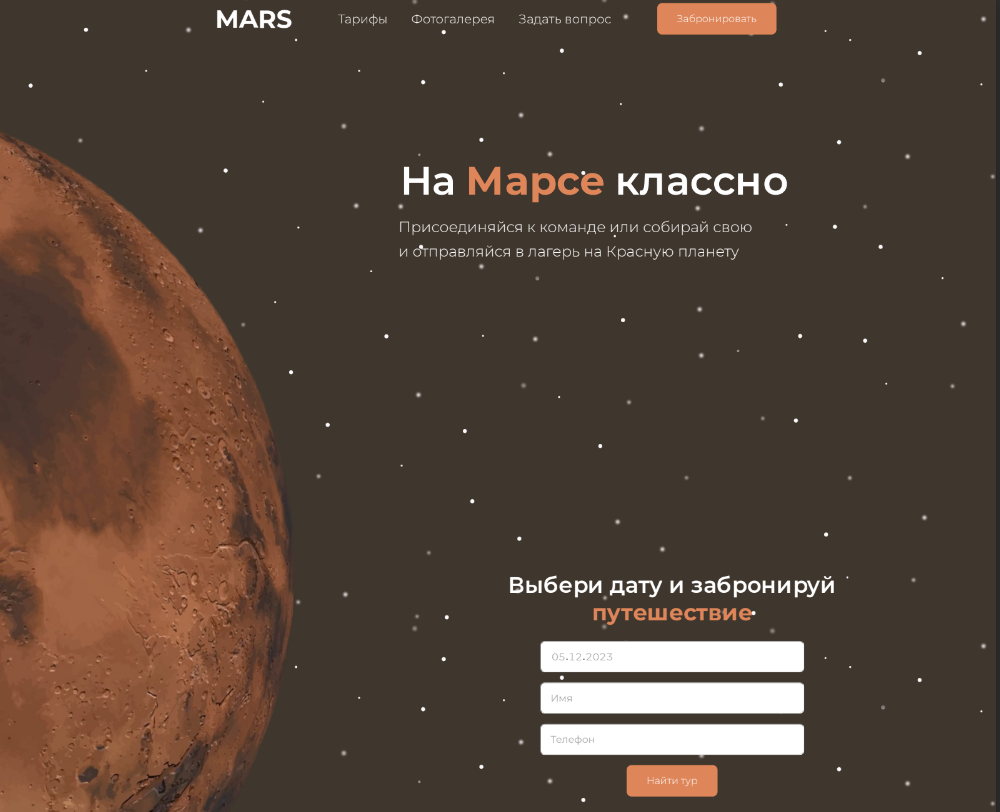 MARS Тарифы Фотогалерея Задать вопрос Забронировать
На Марсе классно
Присоединяйся к команде или собирай свою
и отправляйся в лагерь на Красную планету
Выбери дату и забронируй
путешествие
05.12.2023
Имя
Телефон
Найти тур